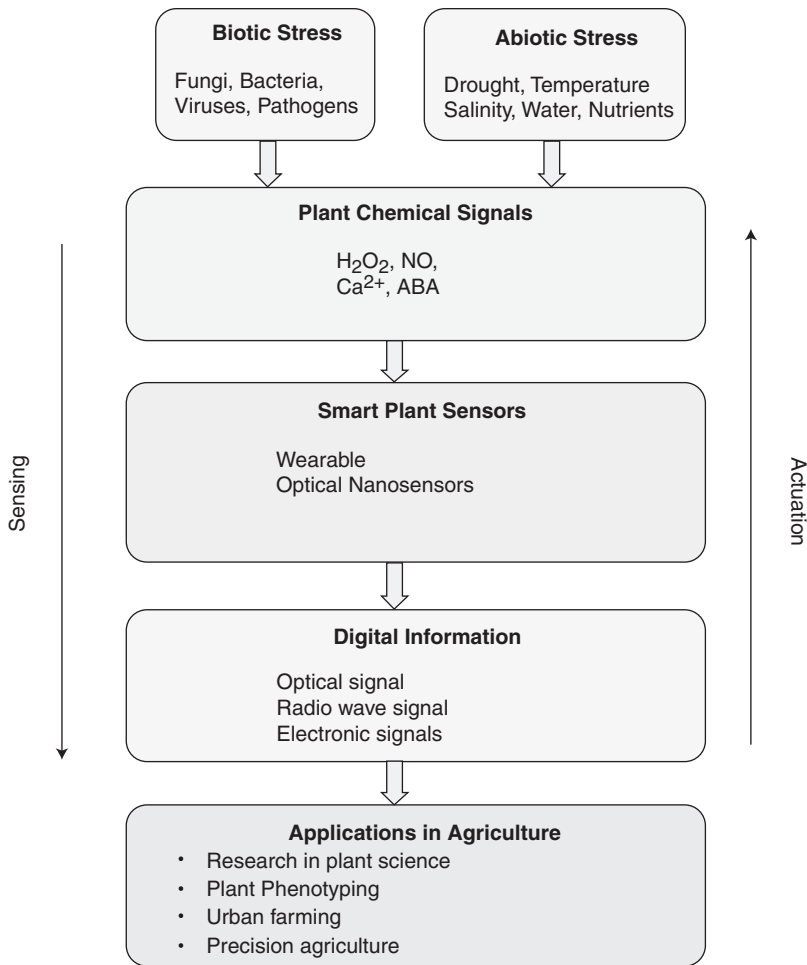 Biotic Stress
Fungi, Bacteria,
Viruses, Pathogens
Abiotic Stress
Drought, Temperature
Salinity, Water, Nutrients
Plant Chemical Signals
H₂O₂, NO,
Ca²⁺, ABA
Smart Plant Sensors
Wearable
Optical Nanosensors
Sensing
Actuation
Digital Information
Optical signal
Radio wave signal
Electronic signals
Applications in Agriculture
• Research in plant science
• Plant Phenotyping
• Urban farming
• Precision agriculture